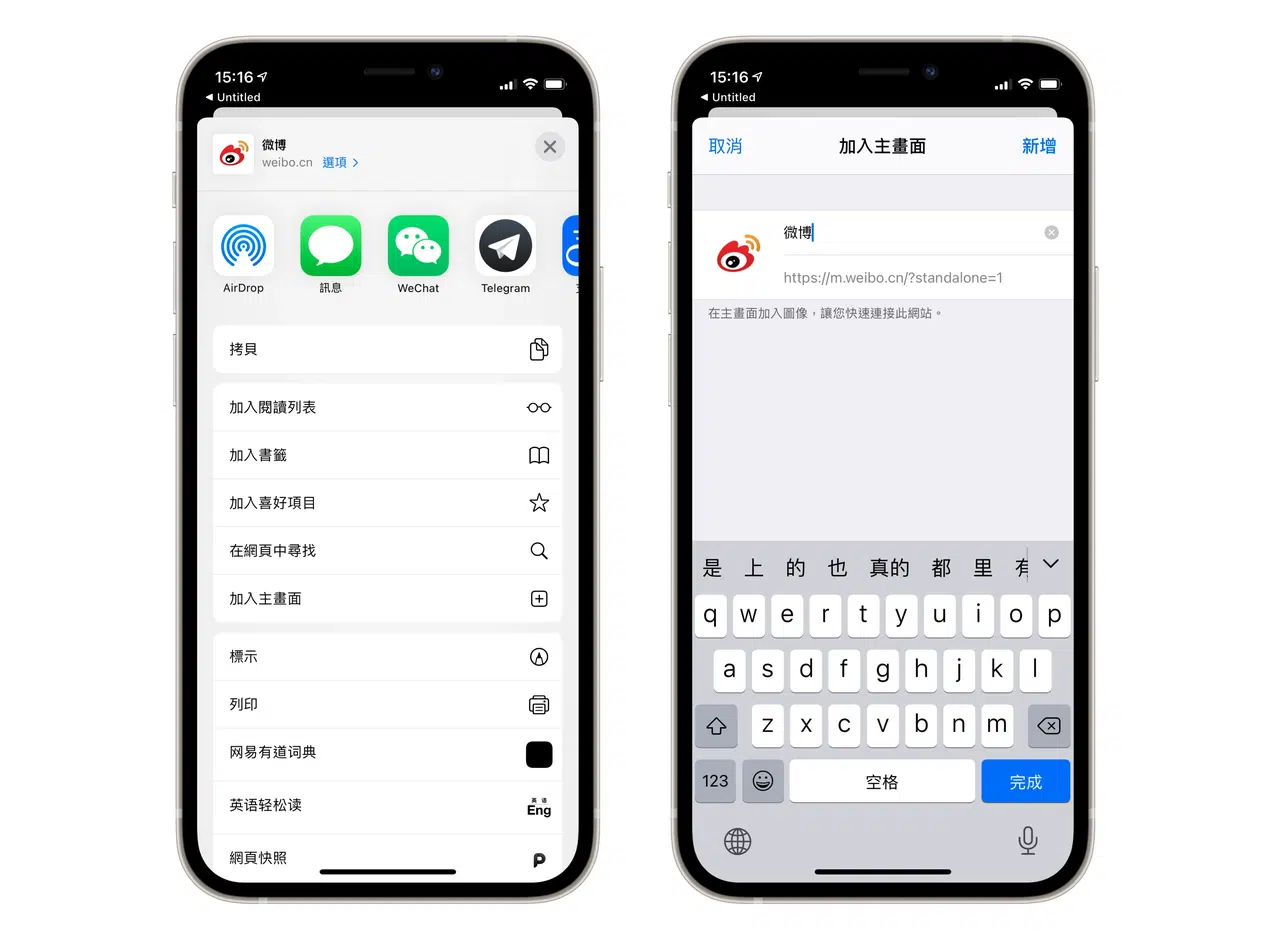 15:16
◀ Untitled
微博
weibo.cn 選項 >
AirDrop
訊息
WeChat
Telegram
拷貝
加入閱讀列表
加入書籤
加入喜好項目
在網頁中尋找
加入主畫面
標示
列印
网易有道词典
英语轻松读
英 语
Eng
網頁快照
P
15:16
◀ Untitled
取消 加入主畫面 新增
微博
https://m.weibo.cn/?standalone=1
在主畫面加入圖像，讓您快速連接此網站。
是 上 的 也 真的 都 里
q w e r t y u i o p
a s d f g h j k l
z x c v b n m
123 空格 完成